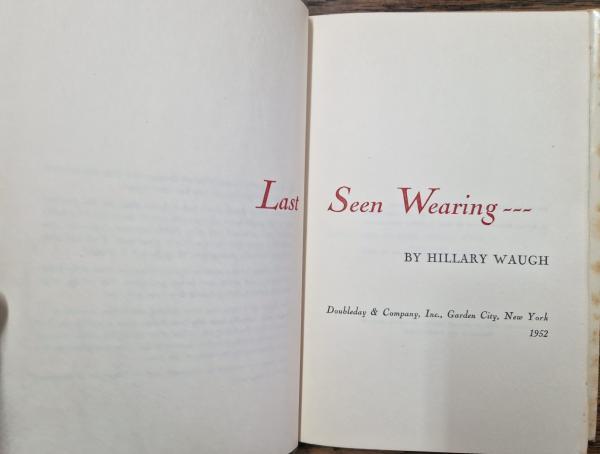 Last Seen Wearing ---
BY HILLARY WAUGH
Doubleday & Company, Inc., Garden City, New York
1952